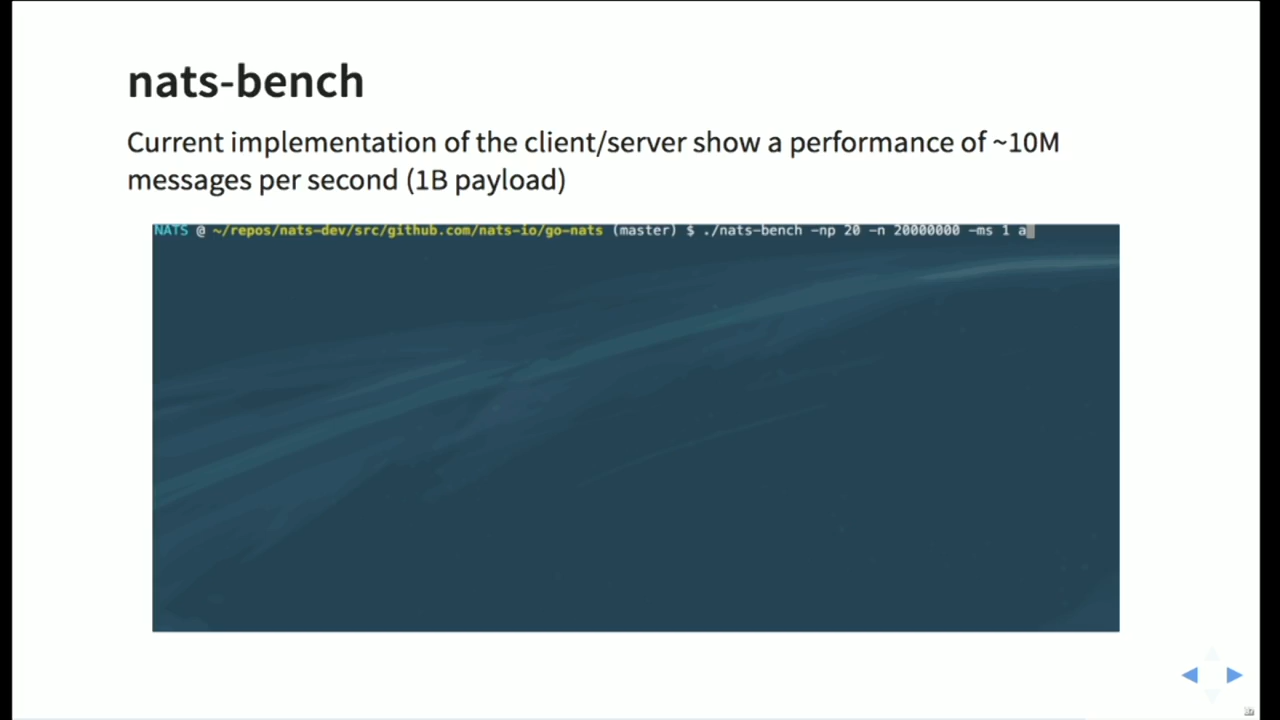 nats-bench
Current implementation of the client/server show a performance of ~10M
messages per second (1B payload)
NATS @ ~/repos/nats-dev/src/github.com/nats-io/go-nats (master) $ ./nats-bench -np 20 -n 20000000 -ms 1 a